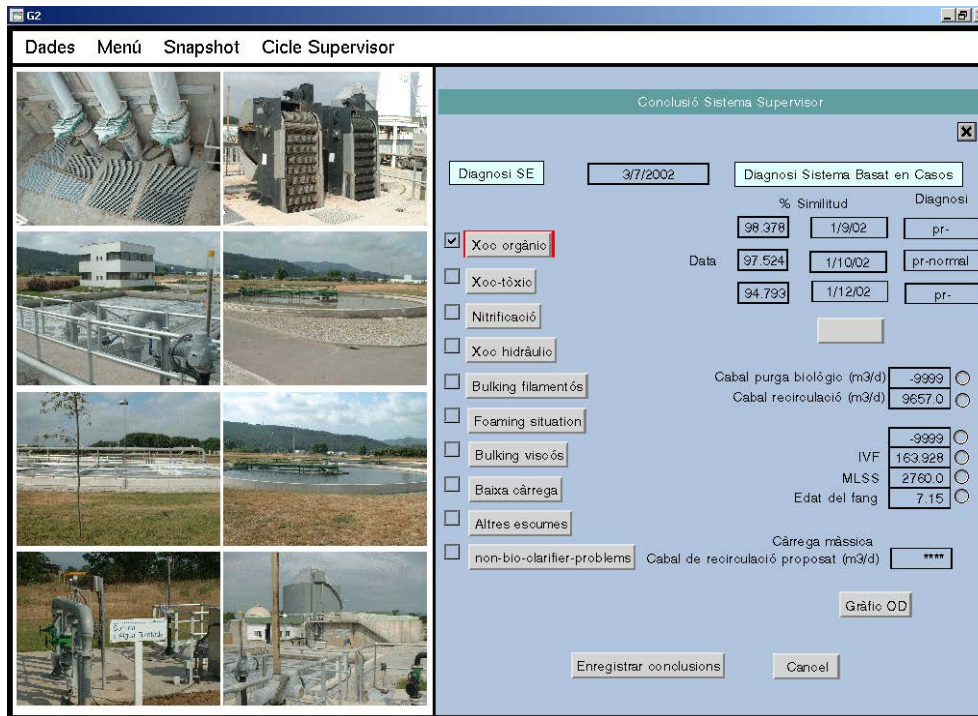 G2
Dades Menú Snapshot Cicle Supervisor
Conclusió Sistema Supervisor
Diagnosi SE
3/7/2002
Diagnosi Sistema Basat en Casos
% Similitud
Diagnosi
98.378 1/9/02 pr-
Data 97.524 1/10/02 pr-normal
94.793 1/12/02 pr-
Xoc orgànic
Xoc-tòxic
Nitrificació
Xoc hidràulic
Bulking filamentós
Foaming situation
Bulking viscós
Baixa càrrega
Altres escumes
non-bio-clarifier-problems
Cabal purga biològic (m3/d) -9999
Cabal recirculació (m3/d) 9657.0
-9999
IVF 163.928
MLSS 2760.0
Edat del fang 7.15
Càrrega màssica
Cabal de recirculació proposat (m3/d) ****
Gràfic OD
Enregistrar conclusions
Cancel